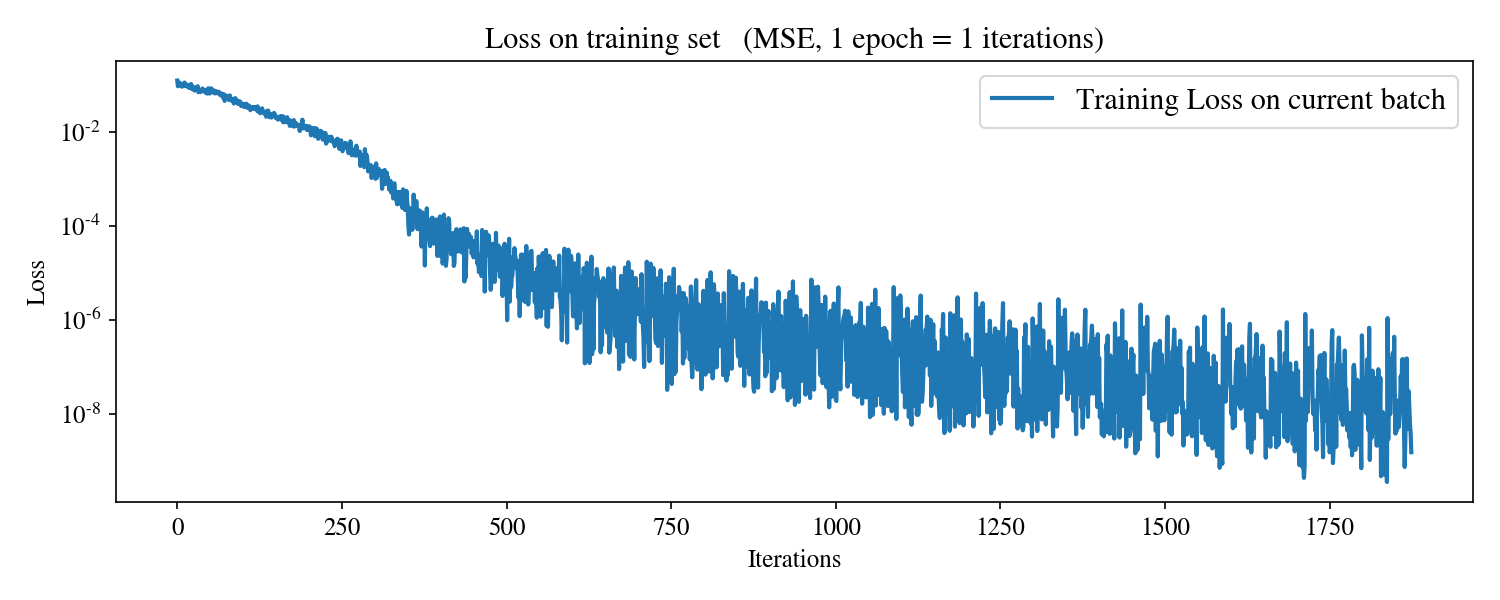 Loss on training set (MSE, 1 epoch = 1 iterations)
Training Loss on current batch
10^-2
10^-4
10^-6
10^-8
Loss
0 250 500 750 1000 1250 1500 1750
Iterations